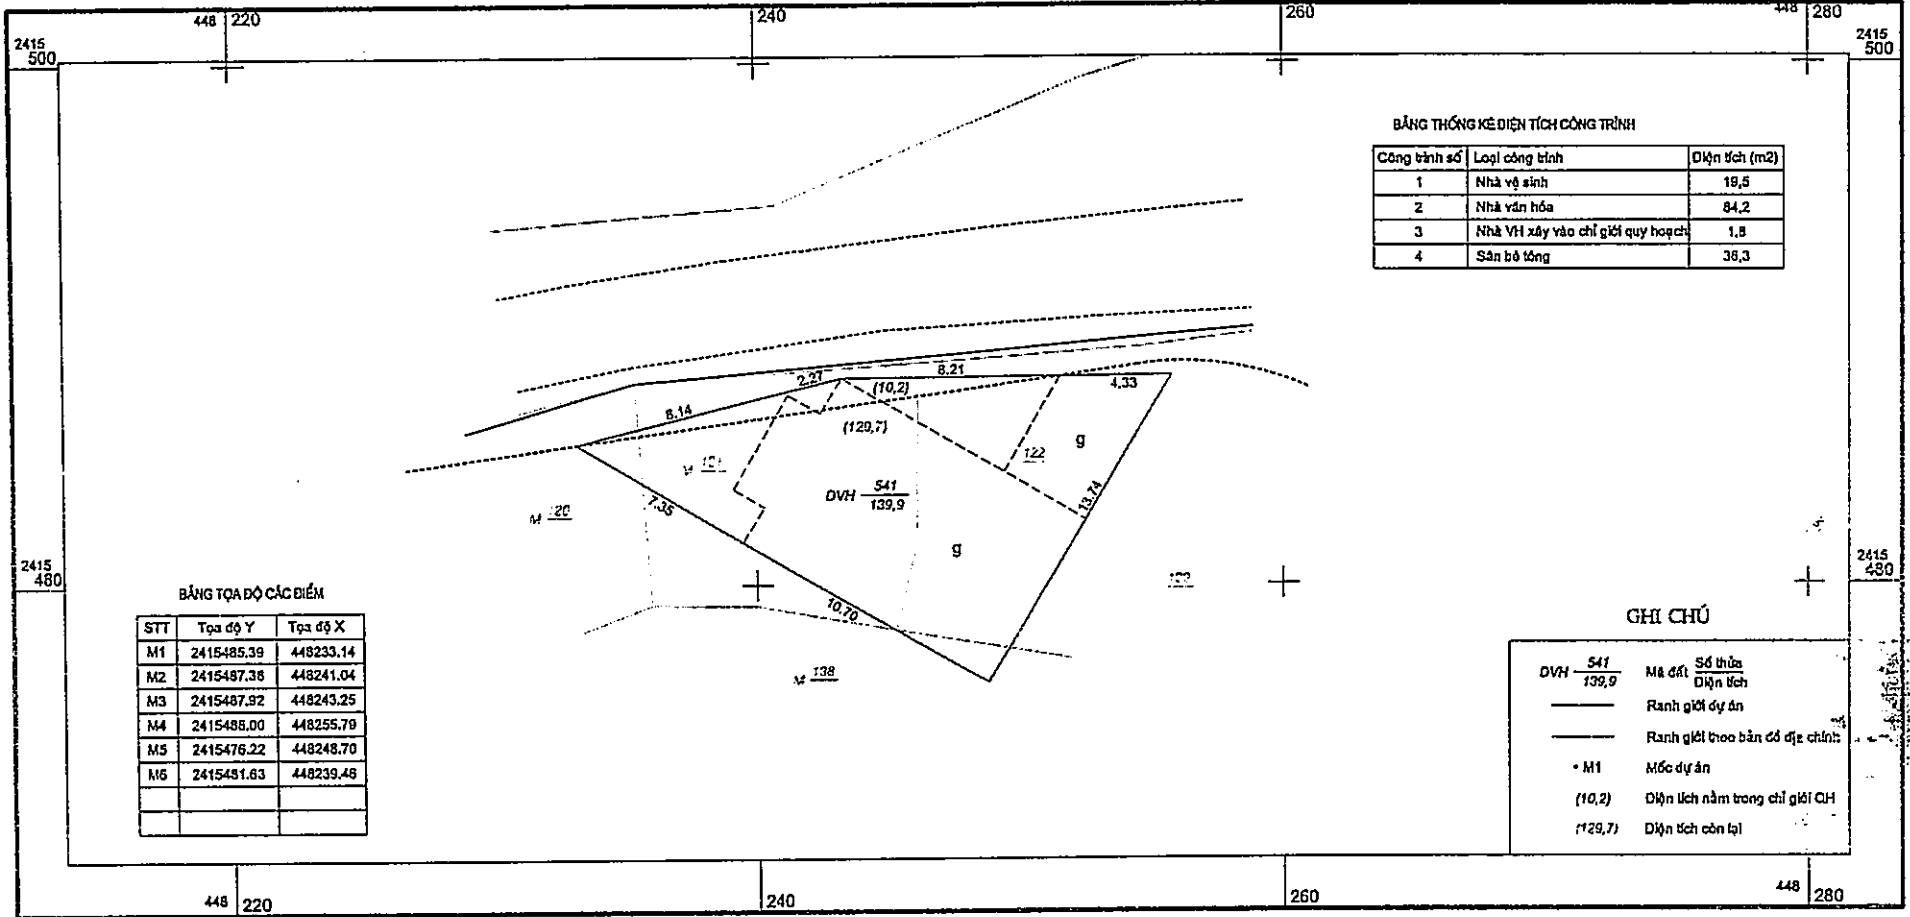 448 220
240
260
448 280
2415
500
2415
500
BẢNG THỐNG KÊ DIỆN TÍCH CÔNG TRÌNH
Công trình số Loại công trình Diện tích (m2)
1 Nhà vệ sinh 19,5
2 Nhà văn hóa 84,2
3 Nhà VH xây vào chỉ giới quy hoạch 1,8
4 Sân bê tông 36,3
2.27
8.21
(10,2)
4.33
8.14
(129,7)
g
122
M
7.35
DVH 541
139,9
13.74
M 120
g
2415
480
2415
480
10.70
M 138
BẢNG TỌA ĐỘ CÁC ĐIỂM
STT Tọa độ Y Tọa độ X
M1 2415485.39 448233.14
M2 2415487.38 448241.04
M3 2415487.92 448243.25
M4 2415488.00 448255.79
M5 2415476.22 448248.70
M6 2415481.63 448239.46
GHI CHÚ
DVH 541
139,9
Mã đất Số thửa
Diện tích
Ranh giới dự án
Ranh giới theo bản đồ địa chính
• M1 Mốc dự án
(10,2) Diện tích nằm trong chỉ giới QH
(129,7) Diện tích còn lại
448 220
240
260
448 280